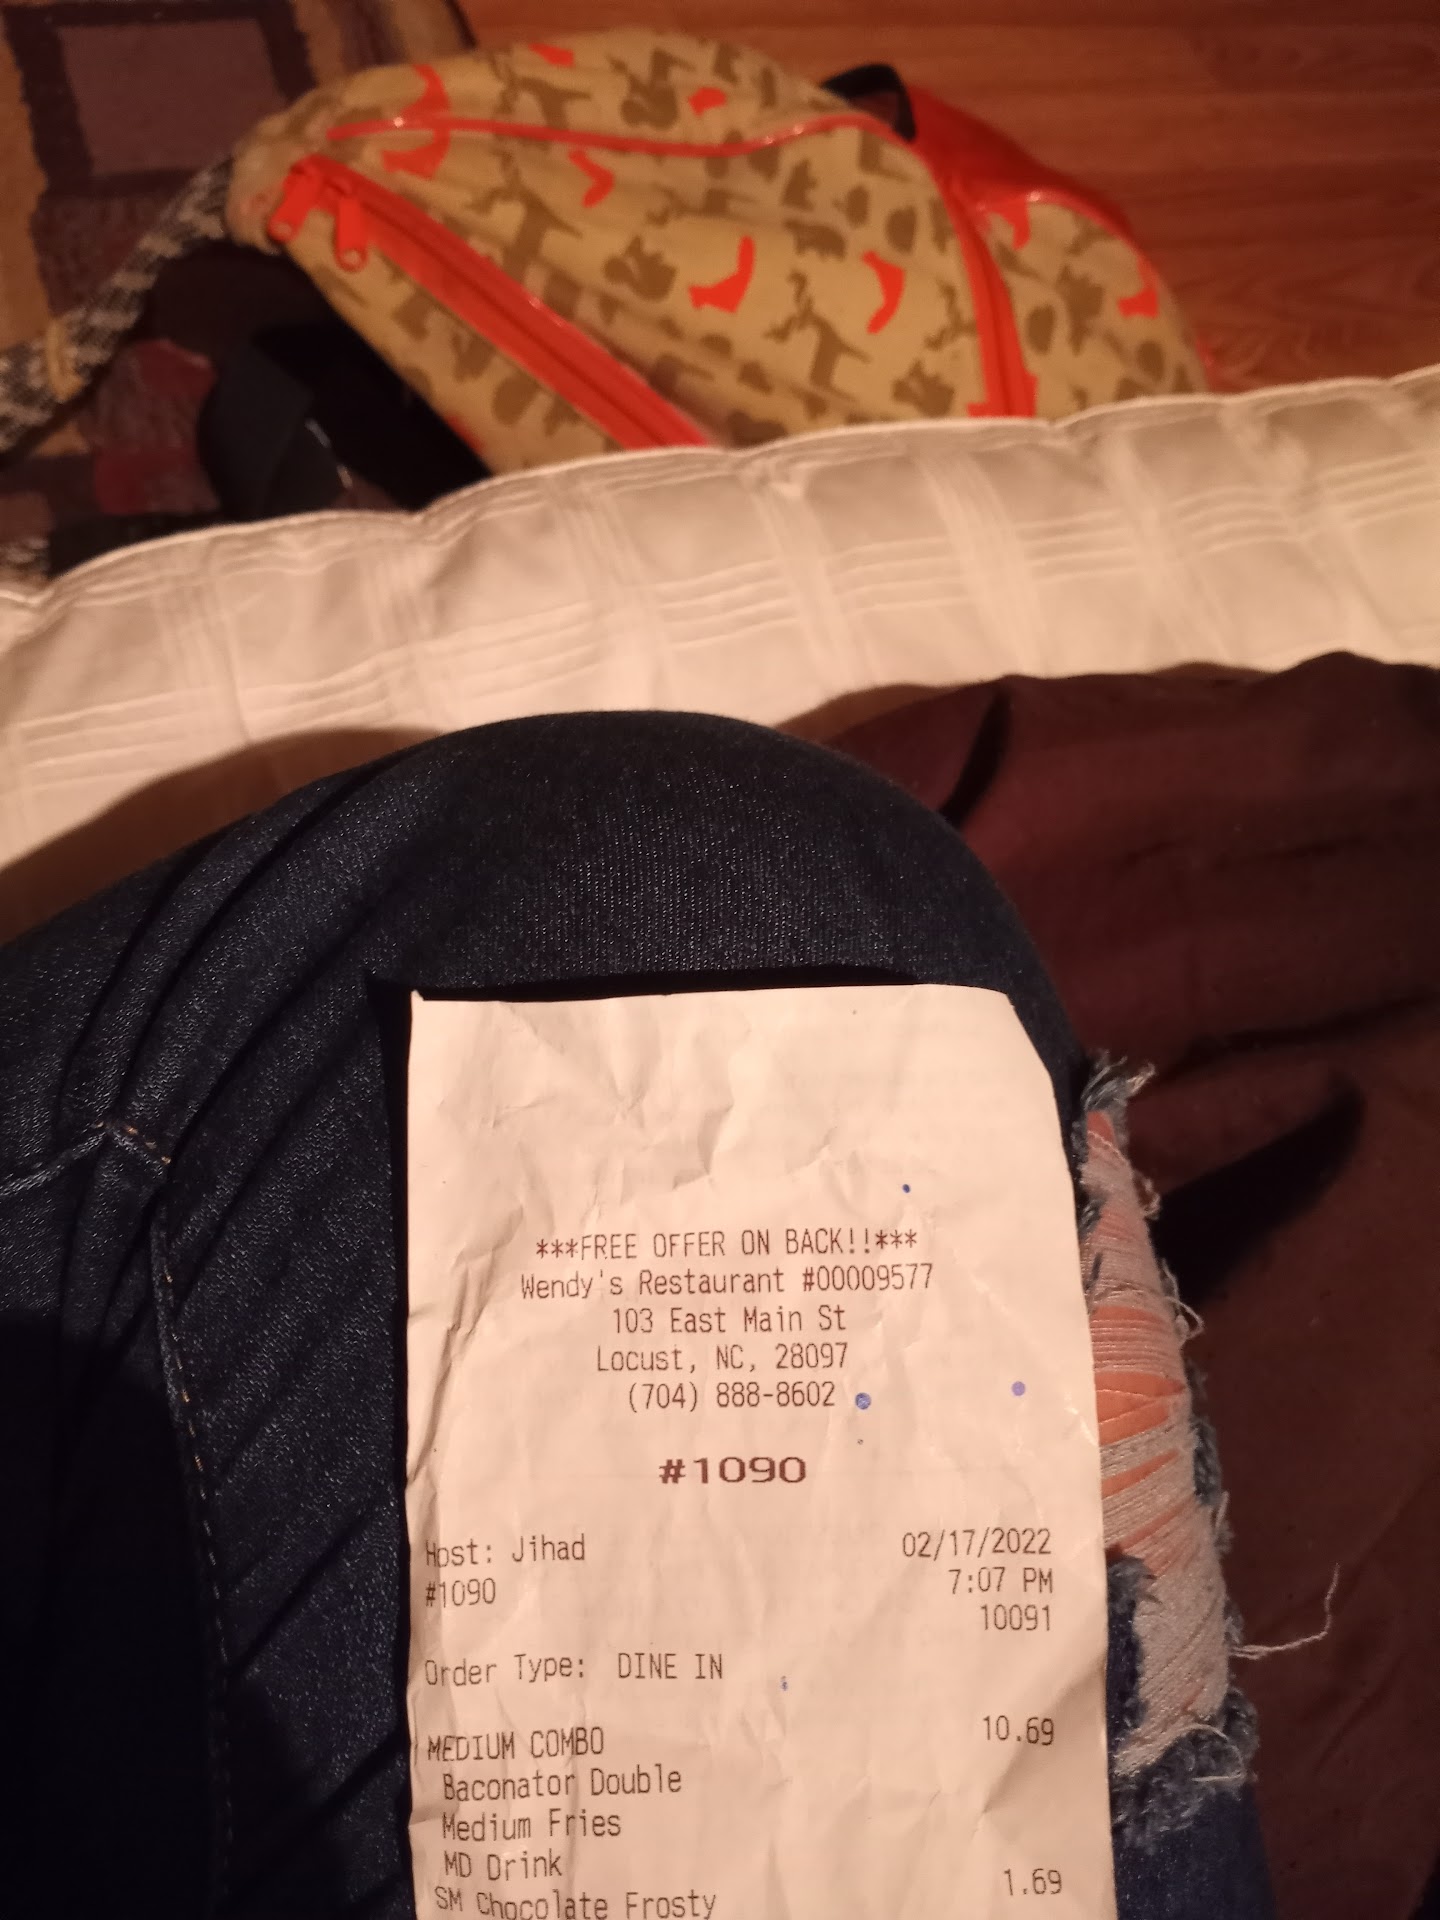 ***FREE OFFER ON BACK!!***
Wendy's Restaurant #00009577
103 East Main St
Locust, NC, 28097
(704) 888-8602
#1090
Host: Jihad 02/17/2022
#1090 7:07 PM
10091
Order Type: DINE IN
MEDIUM COMBO 10.69
Baconator Double
Medium Fries
MD Drink
SM Chocolate Frosty 1.69